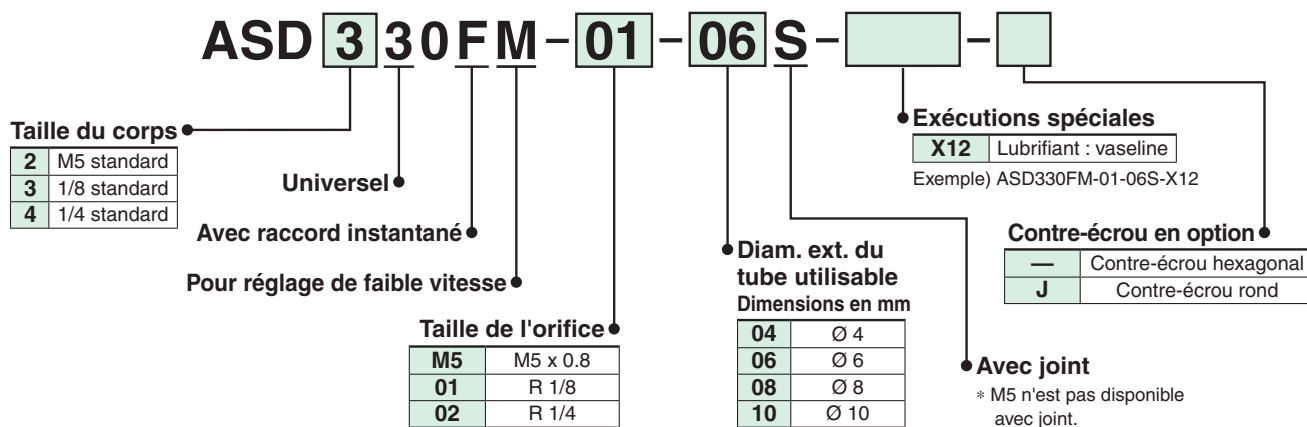 ASD 3 3 0 F M - 01 - 06 S - -
Taille du corps
2 M5 standard
3 1/8 standard
4 1/4 standard
Universel
Avec raccord instantané
Pour réglage de faible vitesse
Taille de l'orifice
M5 M5 x 0.8
01 R 1/8
02 R 1/4
Diam. ext. du
tube utilisable
Dimensions en mm
04 Ø 4
06 Ø 6
08 Ø 8
10 Ø 10
Exécutions spéciales
X12 Lubrifiant : vaseline
Exemple) ASD330FM-01-06S-X12
Contre-écrou en option
— Contre-écrou hexagonal
J Contre-écrou rond
Avec joint
* M5 n'est pas disponible
avec joint.